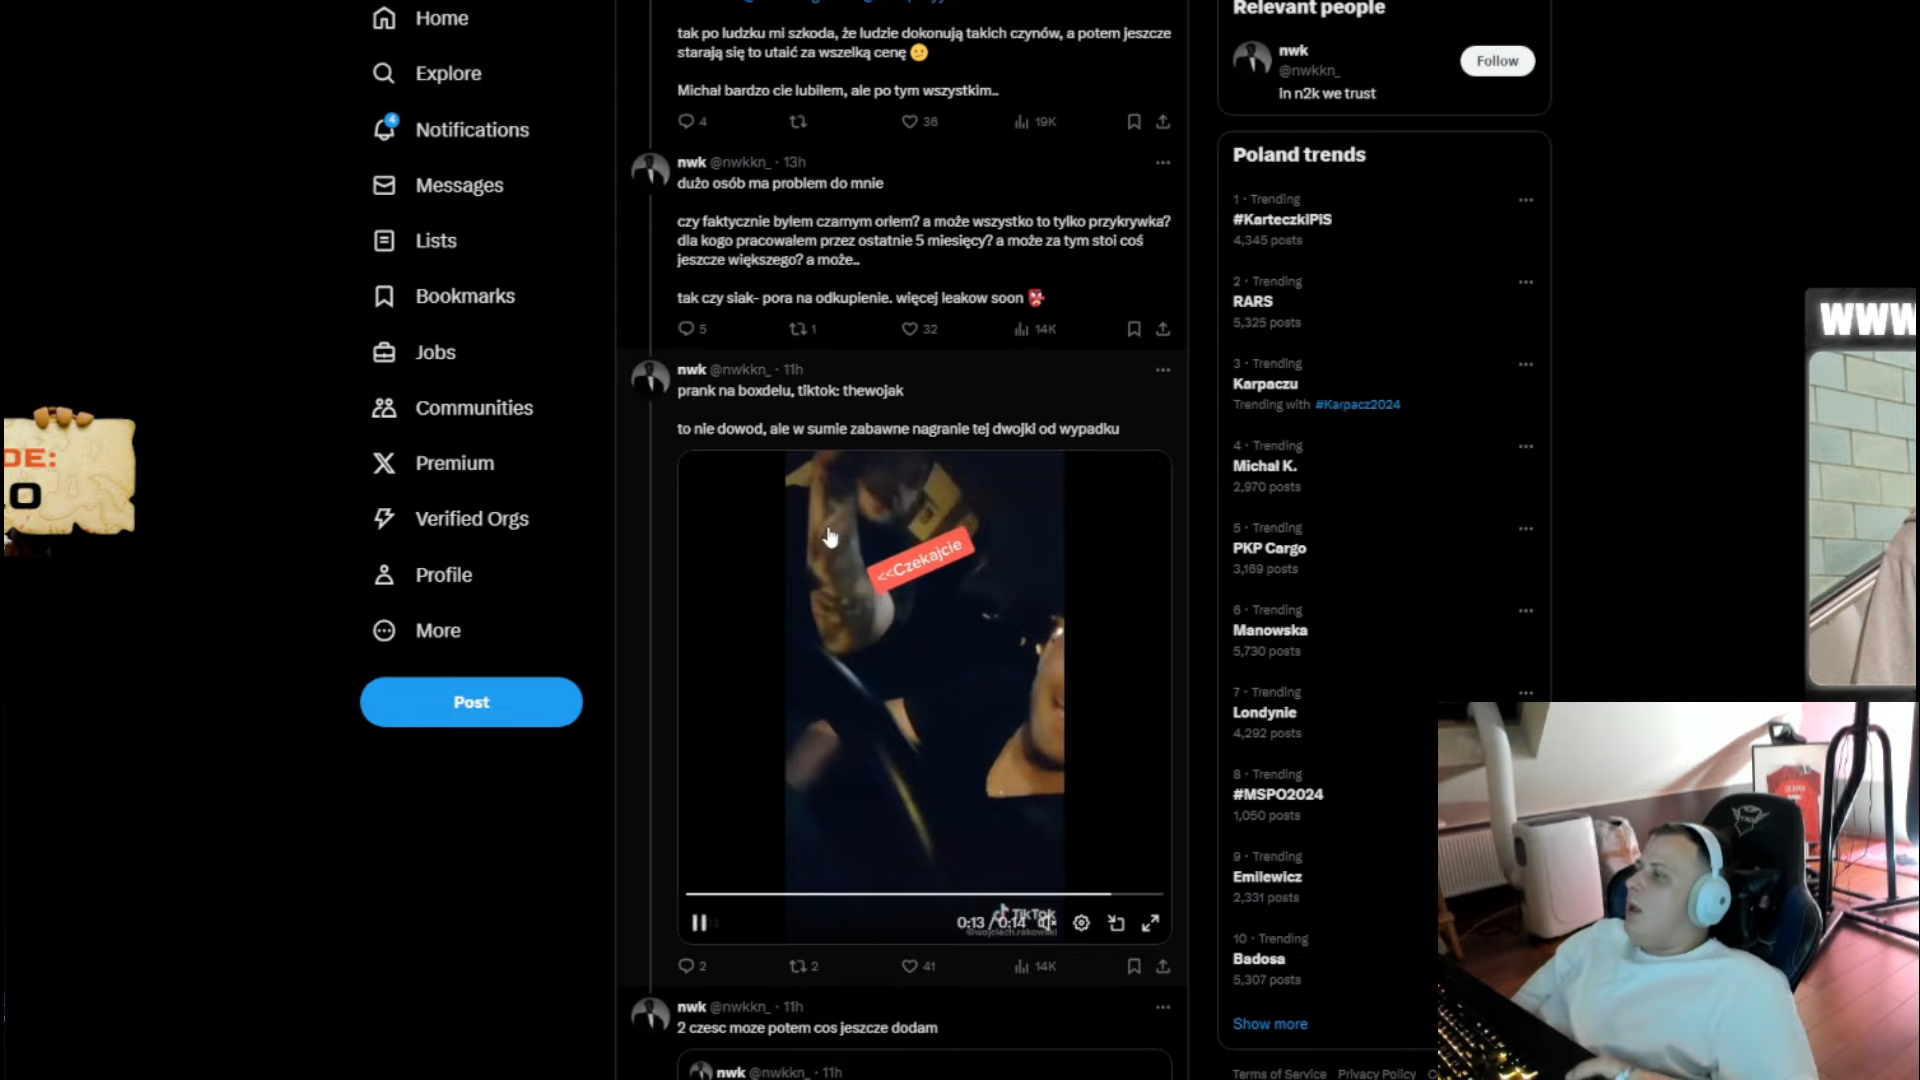 Home
Explore
4
Notifications
Messages
Lists
Bookmarks
Jobs
Communities
Premium
Verified Orgs
Profile
More
Post
DE:
O
tak po ludzku mi szkoda, że ludzie dokonują takich czynów, a potem jeszcze
starają się to utaić za wszelką cenę 😕
Michał bardzo cie lubiłem, ale po tym wszystkim..
4 36 19K
nwk @nwkkn_ · 13h
dużo osób ma problem do mnie
czy faktycznie byłem czarnym orłem? a może wszystko to tylko przykrywka?
dla kogo pracowałem przez ostatnie 5 miesięcy? a może za tym stoi coś
jeszcze większego? a może..
tak czy siak- pora na odkupienie. więcej leakow soon 👺
5 1 32 14K
nwk @nwkkn_ · 11h
prank na boxdelu, tiktok: thewojak
to nie dowod, ale w sumie zabawne nagranie tej dwojki od wypadku
<<Czekajcie
0:13 / 0:14
TikTok
@wojciech.rakowski
2 2 41 14K
nwk @nwkkn_ · 11h
2 czesc moze potem cos jeszcze dodam
nwk @nwkkn_ · 11h
Relevant people
nwk
@nwkkn_
Follow
In n2k we trust
Poland trends
1 · Trending
#KarteczkiPiS
4,345 posts
2 · Trending
RARS
5,325 posts
3 · Trending
Karpaczu
Trending with #Karpacz2024
4 · Trending
Michał K.
2,970 posts
5 · Trending
PKP Cargo
3,169 posts
6 · Trending
Manowska
5,730 posts
7 · Trending
Londynie
4,292 posts
8 · Trending
#MSPO2024
1,050 posts
9 · Trending
Emilewicz
2,331 posts
10 · Trending
Badosa
5,307 posts
Show more
Terms of Service Privacy Policy
WWW